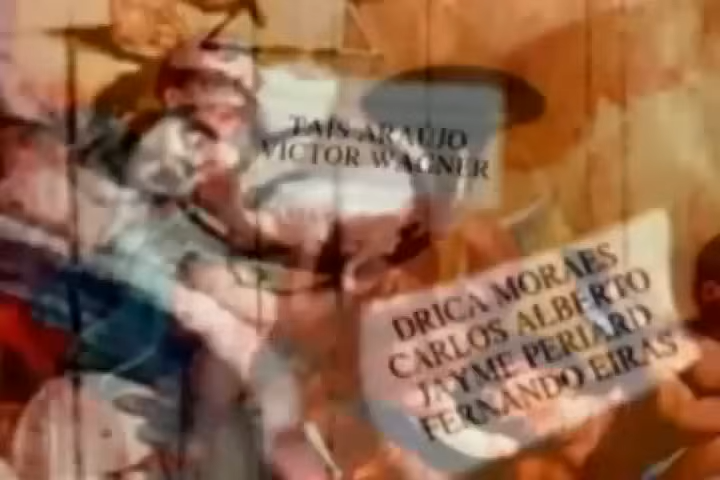 TAÍS ARAÚJO
VICTOR WAGNER
DRICA MORAES
CARLOS ALBERTO
JAYME PERIARD
FERNANDO EIRAS